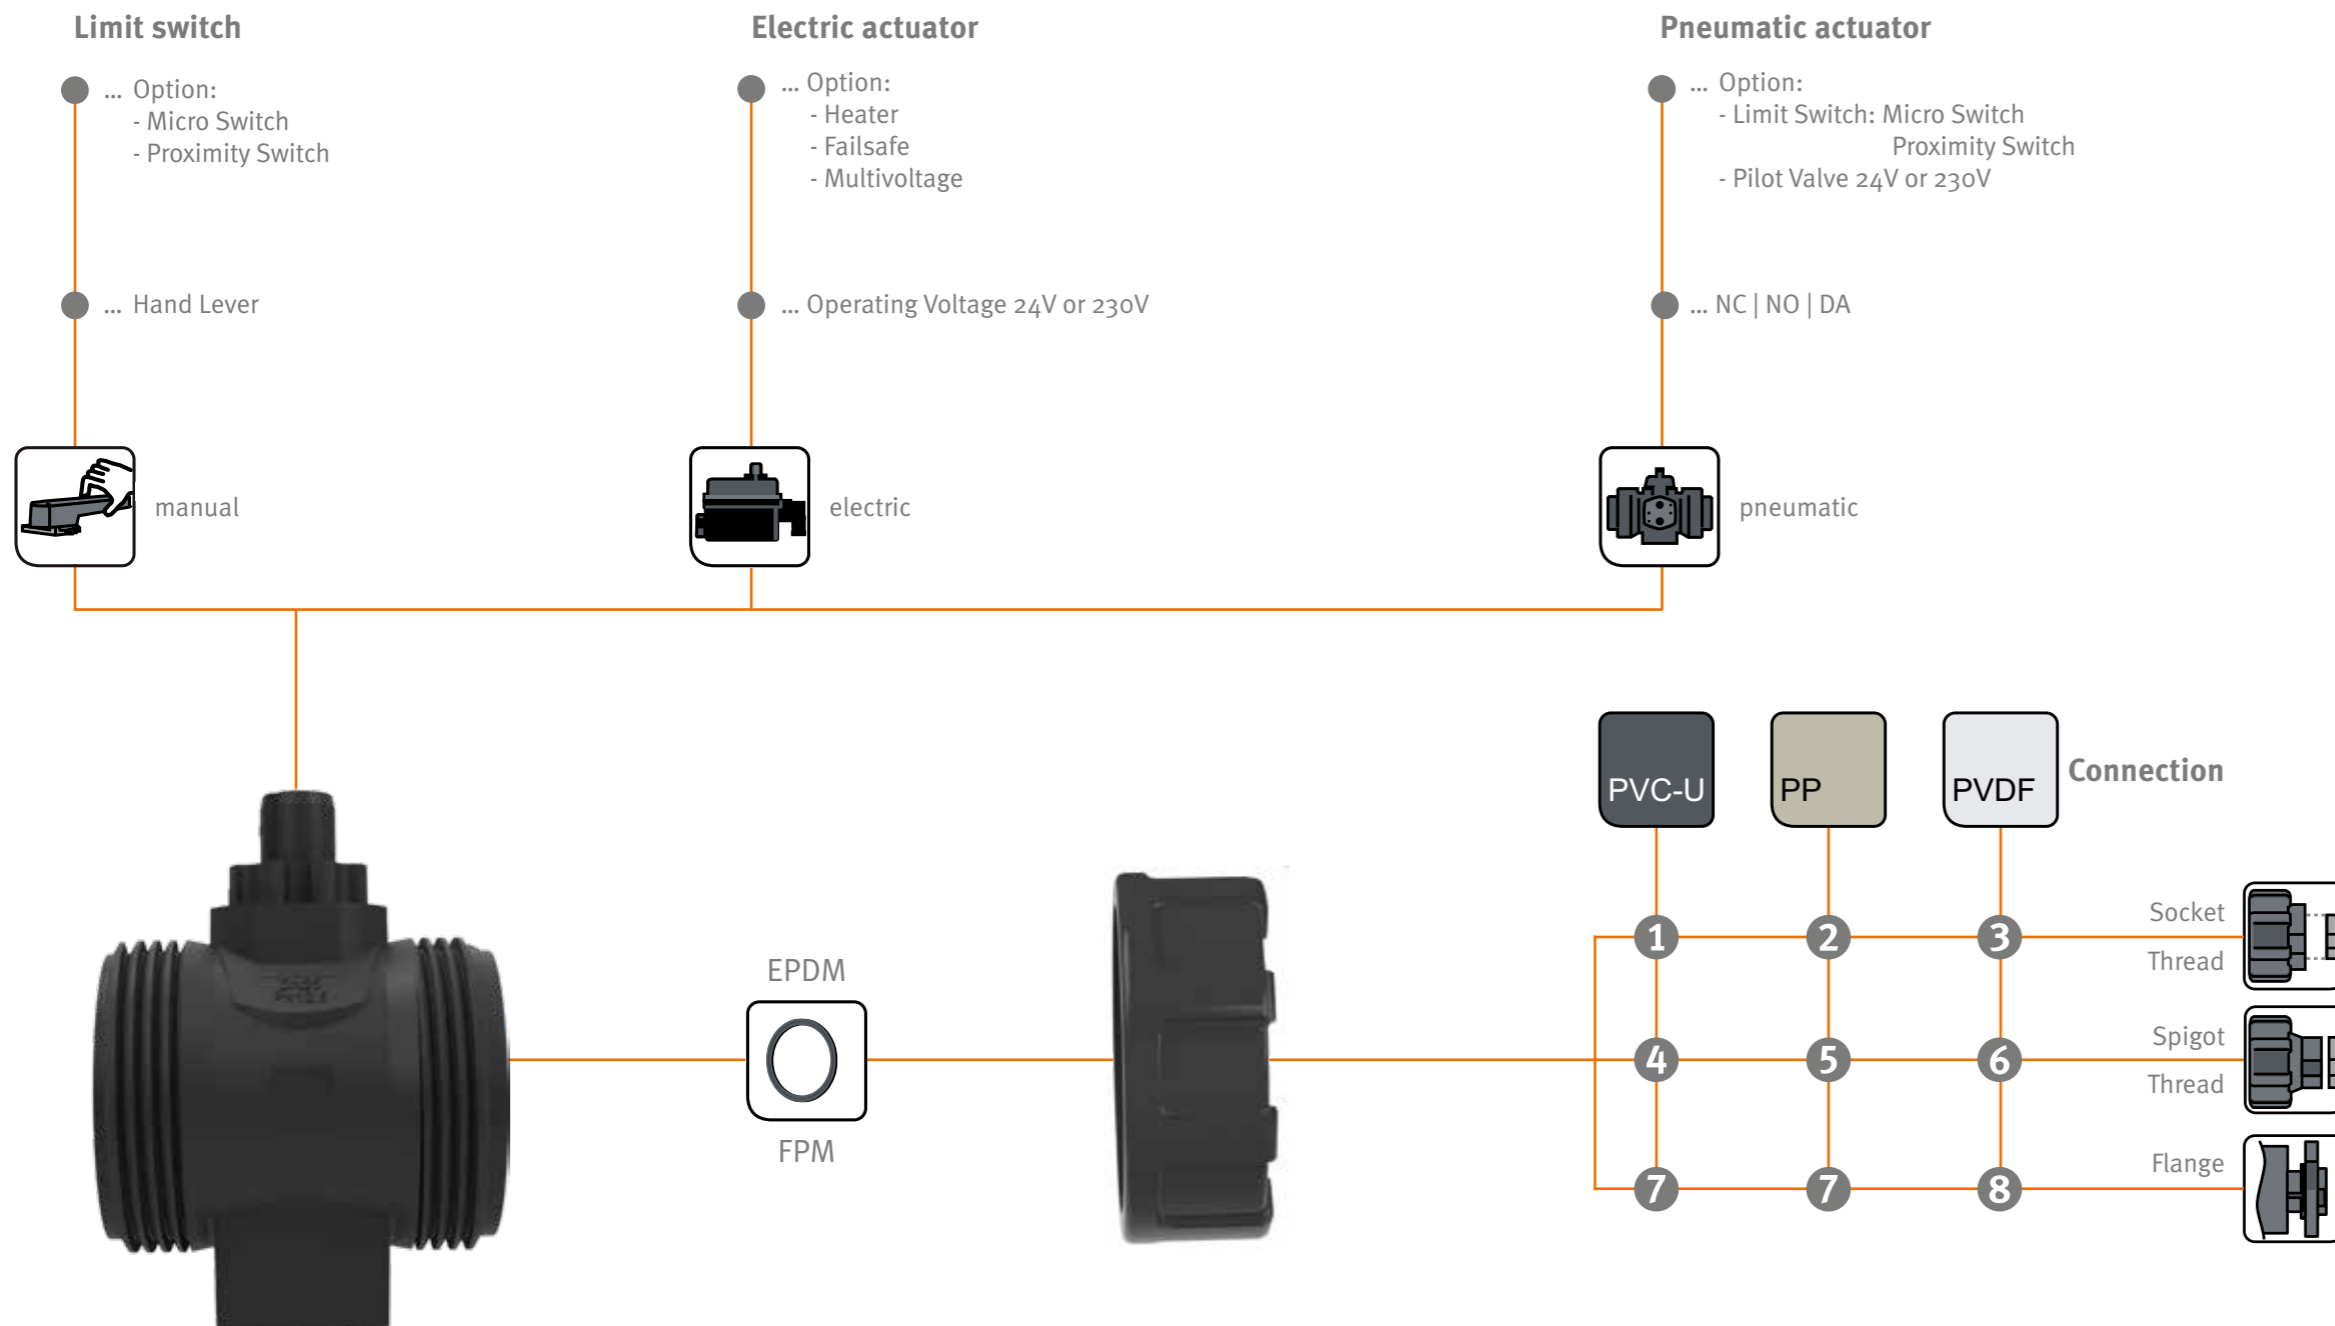 Limit switch
... Option:
- Micro Switch
- Proximity Switch
... Hand Lever
manual
Electric actuator
... Option:
- Heater
- Failsafe
- Multivoltage
... Operating Voltage 24V or 230V
electric
Pneumatic actuator
... Option:
- Limit Switch: Micro Switch
Proximity Switch
- Pilot Valve 24V or 230V
... NC | NO | DA
pneumatic
EPDM
FPM
PVC-U PP PVDF Connection
Socket
1 2 3
Thread
Spigot
4 5 6
Thread
Flange
7 7 8